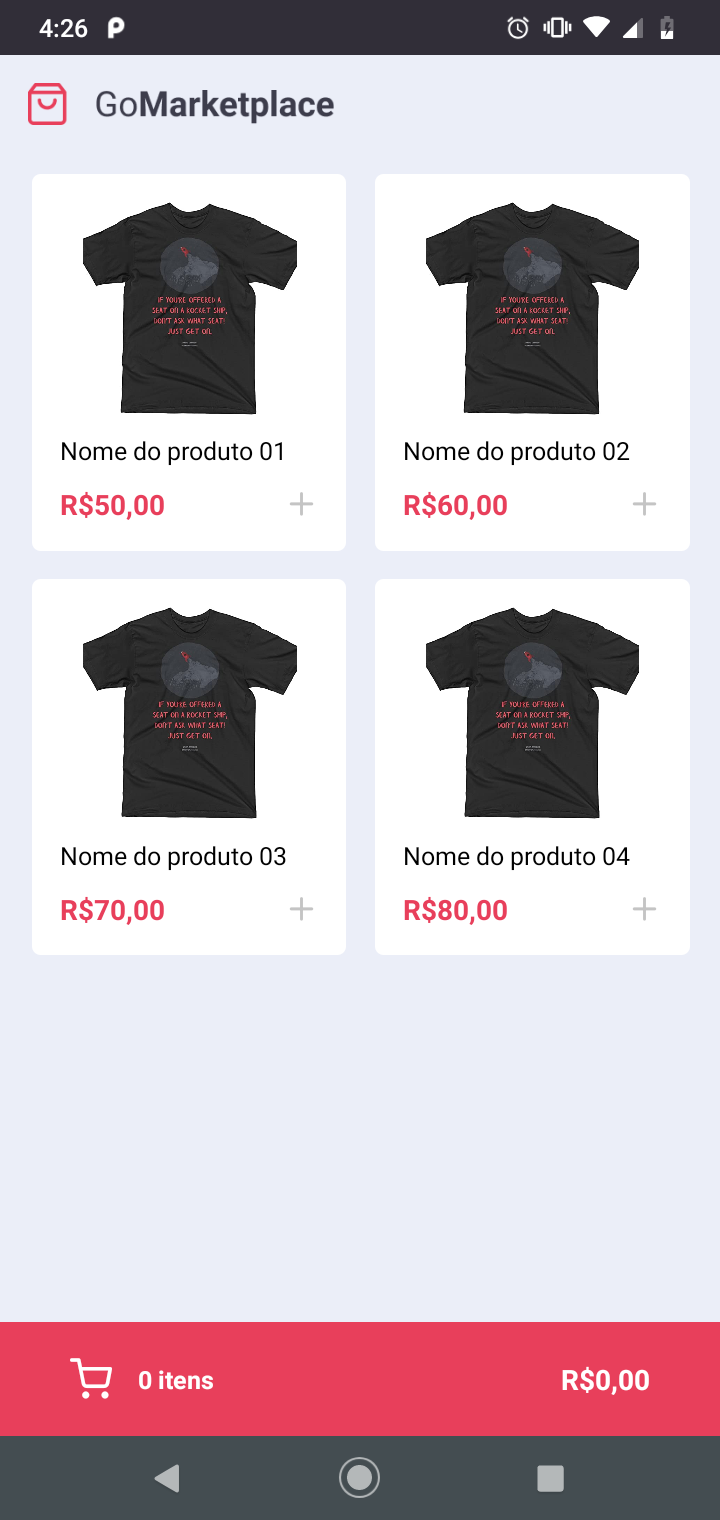 4:26
GoMarketplace
IF YOU'RE OFFERED A
SEAT ON A ROCKET SHIP,
DON'T ASK WHAT SEAT!
JUST GET ON.
Nome do produto 01
R$50,00
IF YOU'RE OFFERED A
SEAT ON A ROCKET SHIP,
DON'T ASK WHAT SEAT!
JUST GET ON.
Nome do produto 02
R$60,00
IF YOU'RE OFFERED A
SEAT ON A ROCKET SHIP,
DON'T ASK WHAT SEAT!
JUST GET ON.
Nome do produto 03
R$70,00
IF YOU'RE OFFERED A
SEAT ON A ROCKET SHIP,
DON'T ASK WHAT SEAT!
JUST GET ON.
Nome do produto 04
R$80,00
0 itens
R$0,00